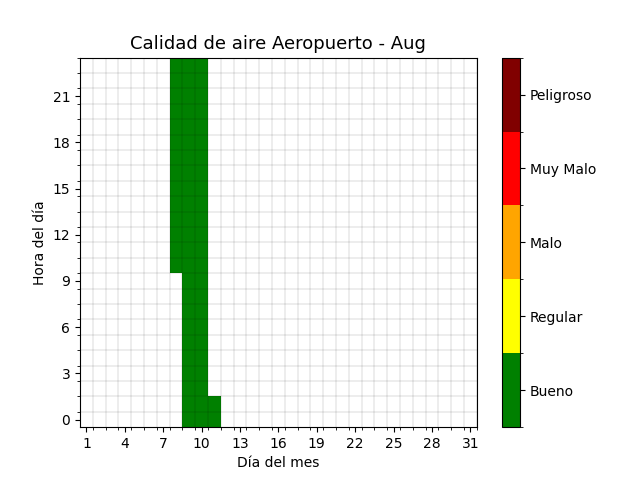 Calidad de aire Aeropuerto - Aug
Hora del día
21
18
15
12
9
6
3
0
1 4 7 10 13 16 19 22 25 28 31
Día del mes
Peligroso
Muy Malo
Malo
Regular
Bueno